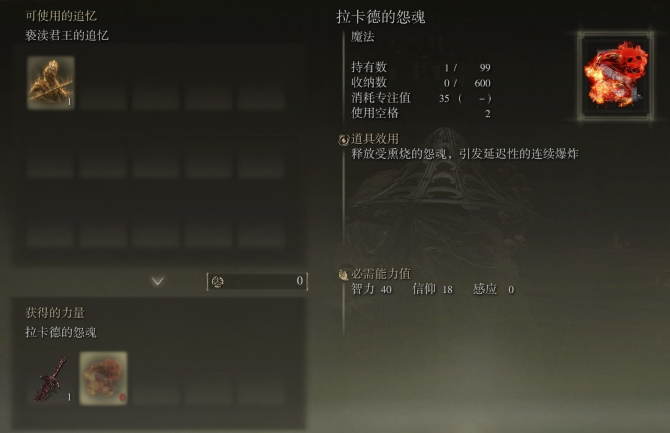 可使用的追忆
亵渎君王的追忆
1
0
获得的力量
拉卡德的怨魂
1
拉卡德的怨魂
魔法
持有数 1 / 99
收纳数 0 / 600
消耗专注值 35 ( – )
使用空格 2
道具效用
释放受熏烧的怨魂，引发延迟性的连续爆炸
必需能力值
智力 40 信仰 18 感应 0